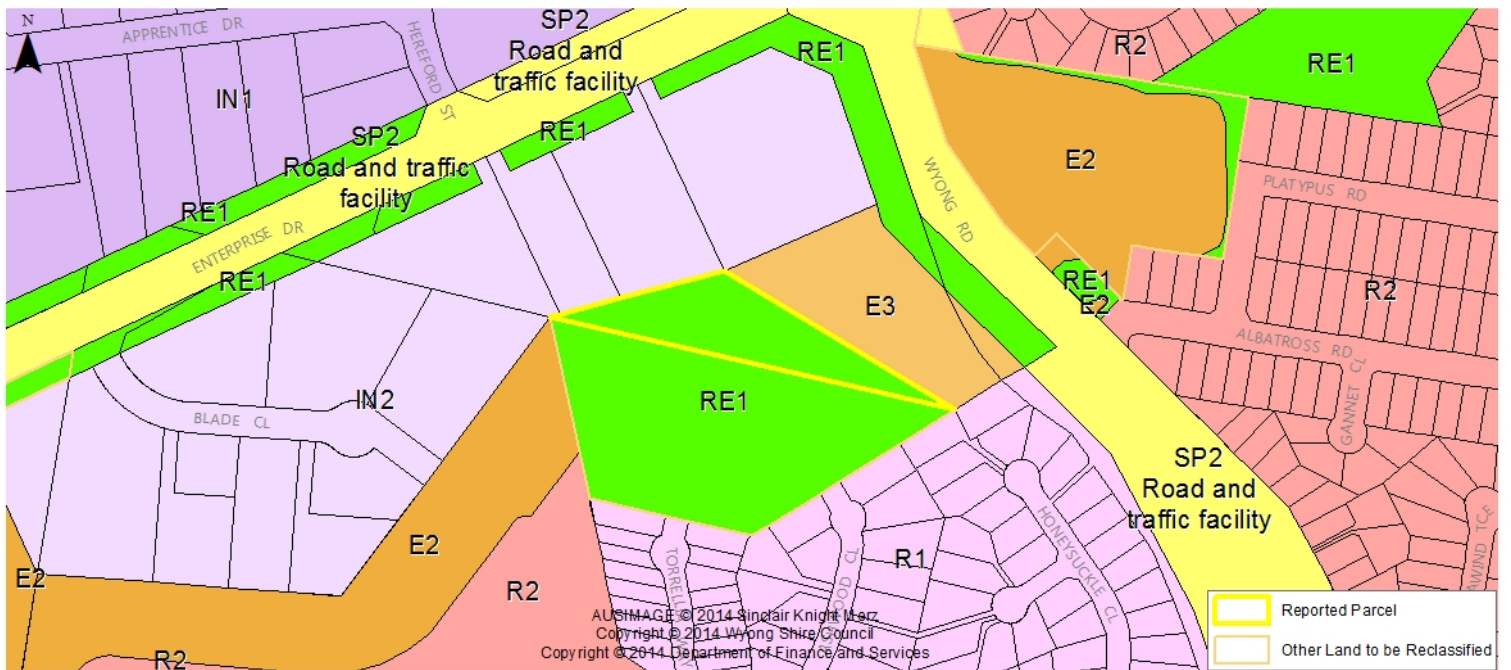 N
APPRENTICE DR
HEREFORD ST
SP2
Road and
traffic facility
RE1
R2
RE1
IN1
SP2
Road and traffic
facility
RE1
E2
WYONG RD
PLATYPUS RD
RE1
ENTERPRISE DR
RE1
RE1
E2
R2
E3
ALBATROSS RD
GANNET CL
IN2
RE1
BLADE CL
SP2
Road and
traffic facility
HONEYSUCKLE CL
E2
R1
E2
R2
R2
AUSIMAGE © 2014 Sinclair Knight Merz
Copyright © 2014 Wyong Shire Council
Copyright © 2014 Department of Finance and Services
Reported Parcel
Other Land to be Reclassified